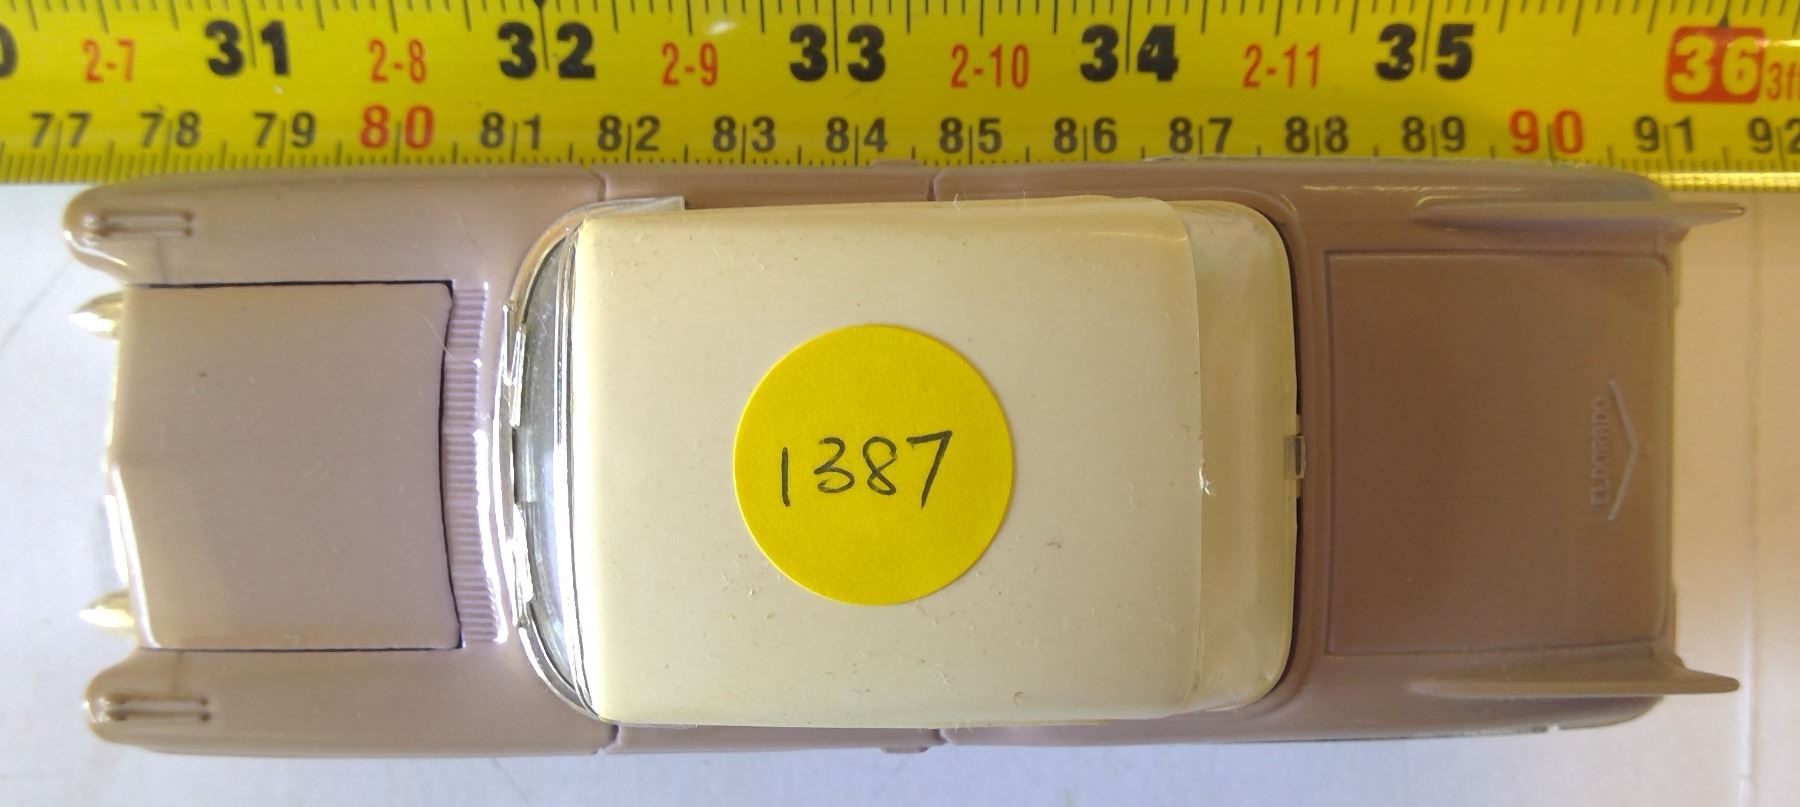 2-7 31 2-8 32 2-9 33 2-10 34 2-11 35 36 3ft
77 78 79 80 81 82 83 84 85 86 87 88 89 90 91 92
1387
ELDORADO